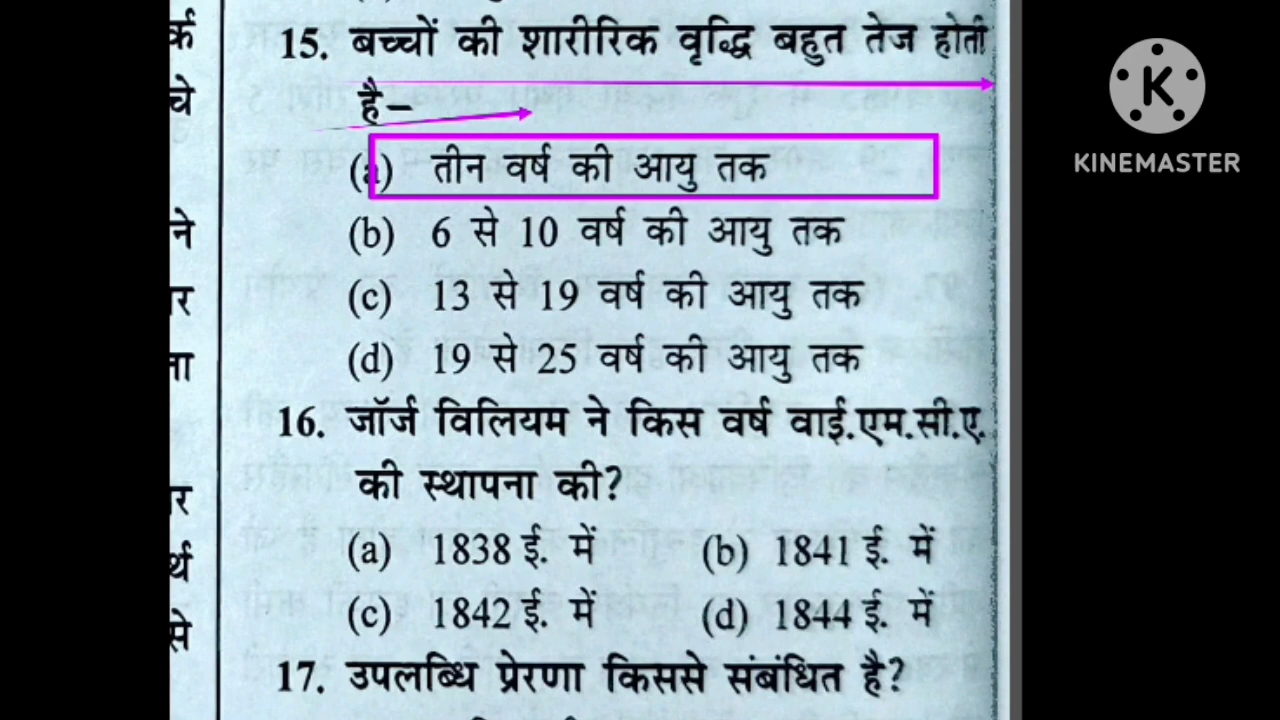 र्क
चे
ने
ार
ना
र
र्थ
से
15. बच्चों की शारीरिक वृद्धि बहुत तेज होती
है–
(a) तीन वर्ष की आयु तक
(b) 6 से 10 वर्ष की आयु तक
(c) 13 से 19 वर्ष की आयु तक
(d) 19 से 25 वर्ष की आयु तक
16. जॉर्ज विलियम ने किस वर्ष वाई.एम.सी.ए.
की स्थापना की?
(a) 1838 ई. में (b) 1841 ई. में
(c) 1842 ई. में (d) 1844 ई. में
17. उपलब्धि प्रेरणा किससे संबंधित है?
K
KINEMASTER